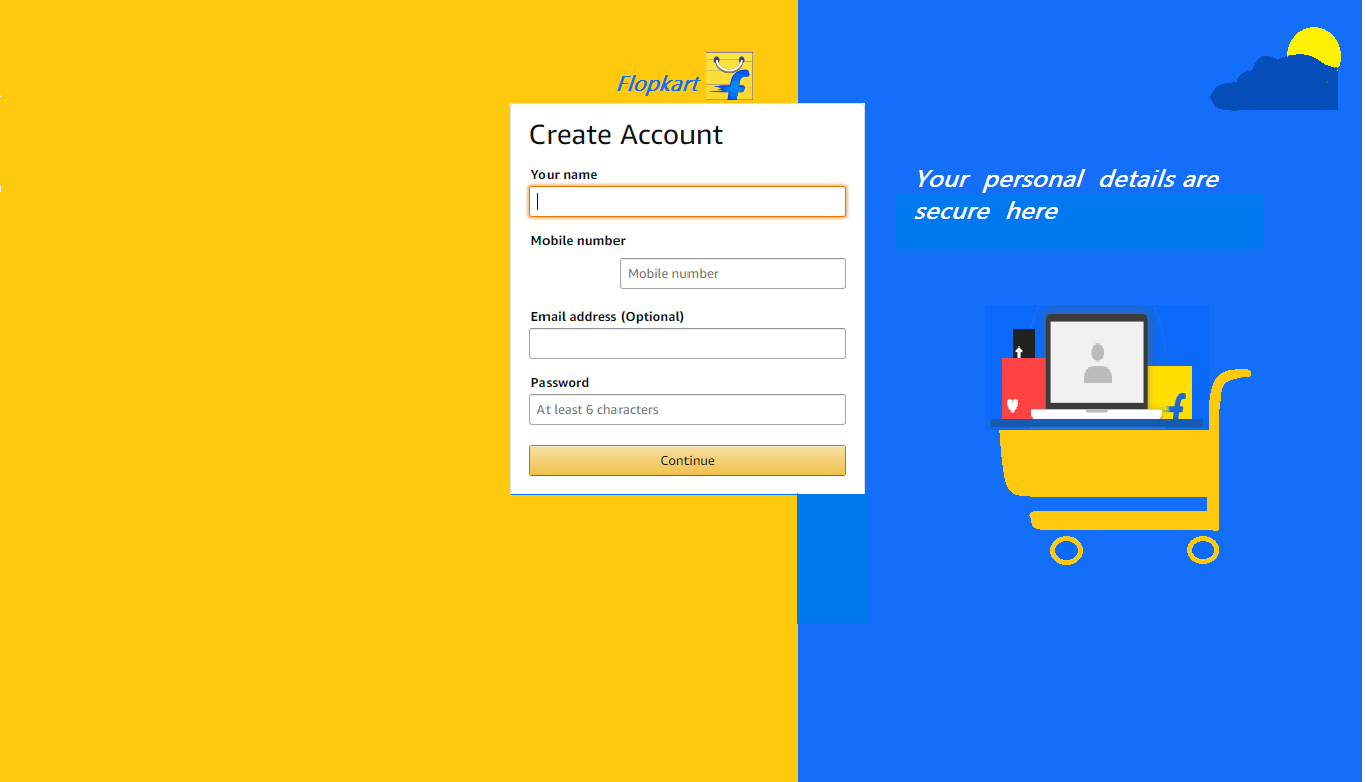 Flopkart
Create Account
Your name
Mobile number
Mobile number
Email address (Optional)
Password
At least 6 characters
Continue
Your personal details are
secure here